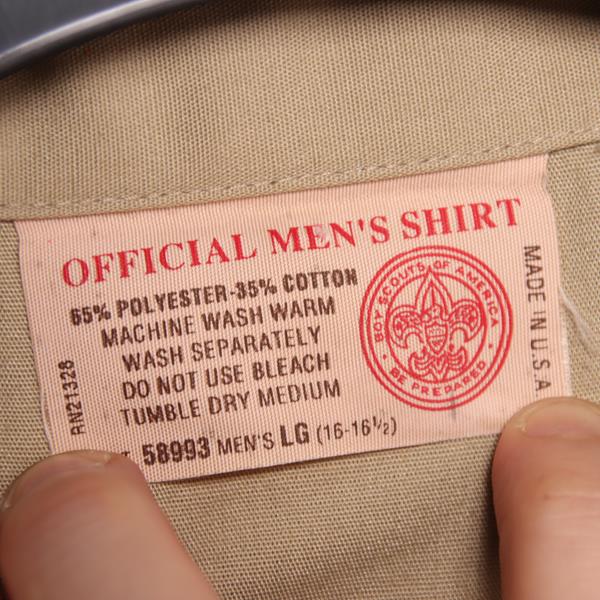 OFFICIAL MEN'S SHIRT
65% POLYESTER-35% COTTON
MACHINE WASH WARM
WASH SEPARATELY
DO NOT USE BLEACH
TUMBLE DRY MEDIUM
58993 MEN'S LG (16-16½)
RN21328
BOY SCOUTS OF AMERICA
BE PREPARED
MADE IN U.S.A